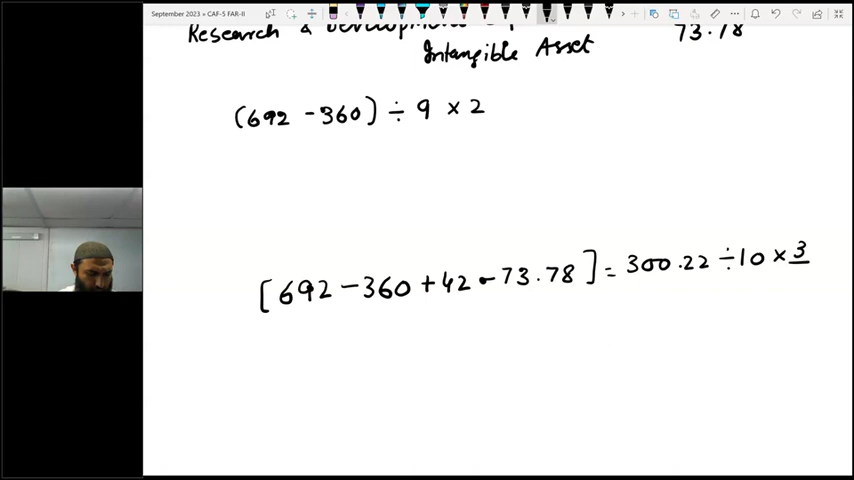 September 2023 » CAF-5 FAR-II
Research & Development
73.78
Intangible Asset
(692 - 360) ÷ 9 × 2
[692 - 360 + 42 - 73.78] = 300.22 ÷ 10 × 3